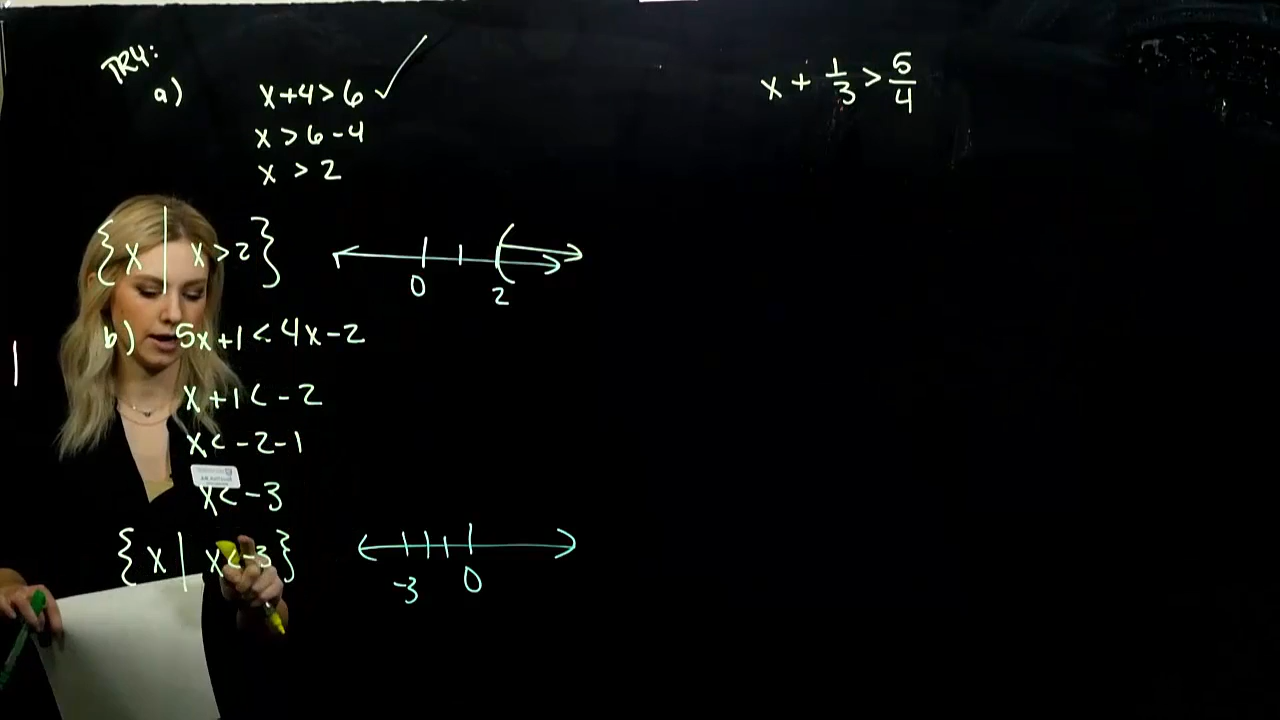 TRY:
a) x+4>6 ✓
x > 6-4
x > 2
{x | x>2}
0 2
b) 5x+1 < 4x-2
x+1 < -2
x < -2-1
x < -3
{x | x<-3}
-3 0
x + 1/3 > 5/4